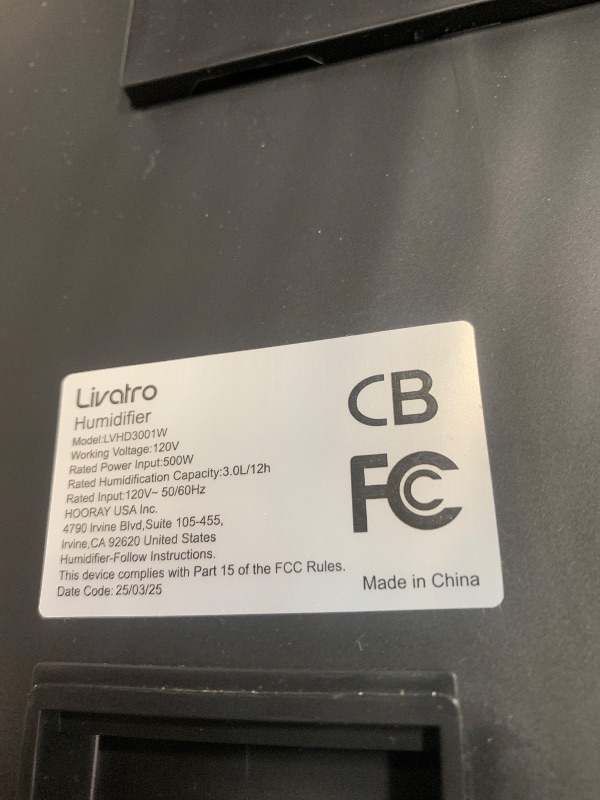 Livatro
Humidifier
Model:LVHD3001W
Working Voltage:120V
Rated Power Input:500W
Rated Humidification Capacity:3.0L/12h
Rated Input:120V~ 50/60Hz
HOORAY USA Inc.
4790 Irvine Blvd,Suite 105-455,
Irvine,CA 92620 United States
Humidifier-Follow Instructions.
This device complies with Part 15 of the FCC Rules.
Date Code: 25/03/25
CB
FC
Made in China